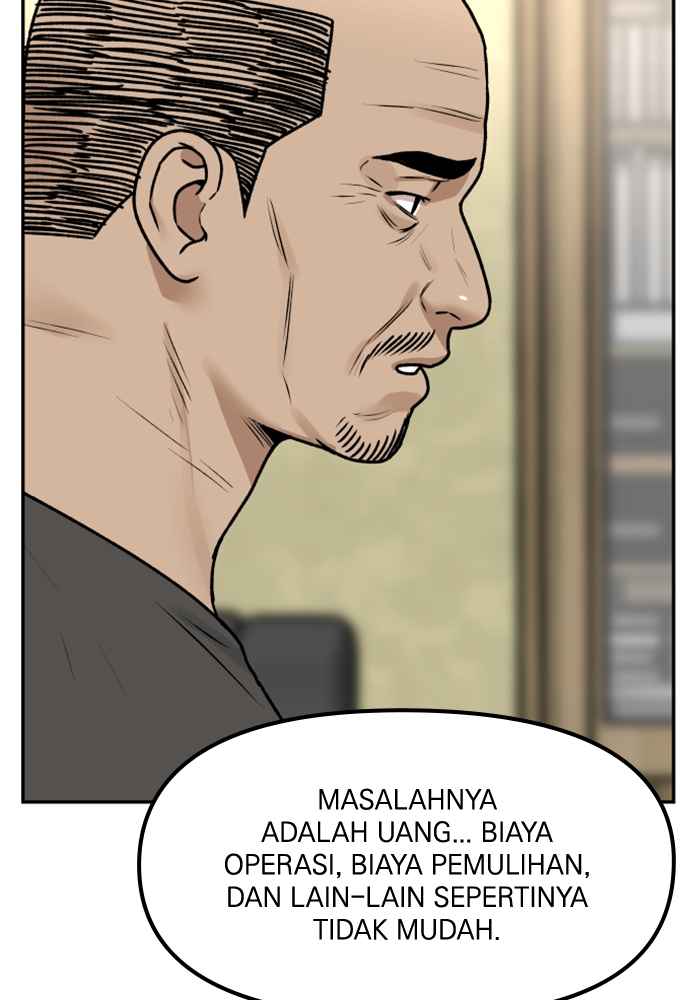 MASALAHNYA
ADALAH UANG... BIAYA
OPERASI, BIAYA PEMULIHAN,
DAN LAIN-LAIN SEPERTINYA
TIDAK MUDAH.